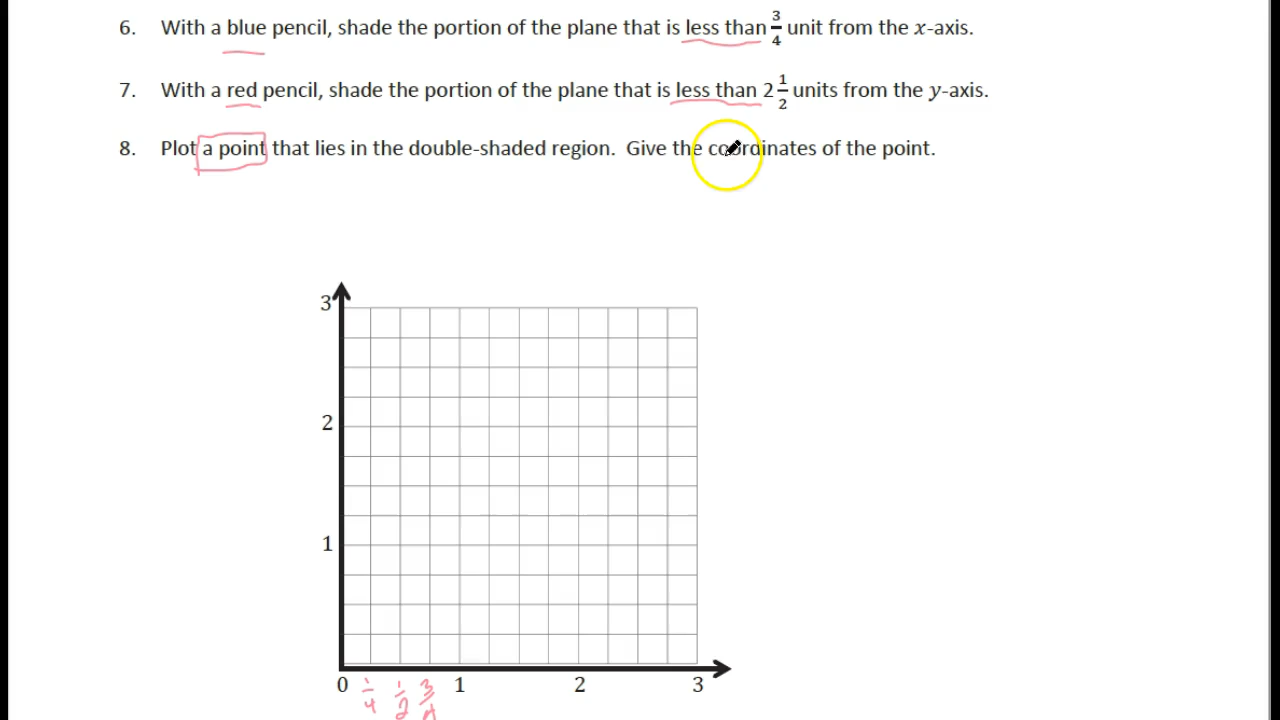 6. With a blue pencil, shade the portion of the plane that is less than 3/4 unit from the x-axis.
7. With a red pencil, shade the portion of the plane that is less than 2 1/2 units from the y-axis.
8. Plot a point that lies in the double-shaded region. Give the coordinates of the point.
3
2
1
0 1/4 1/2 3/4 1 2 3